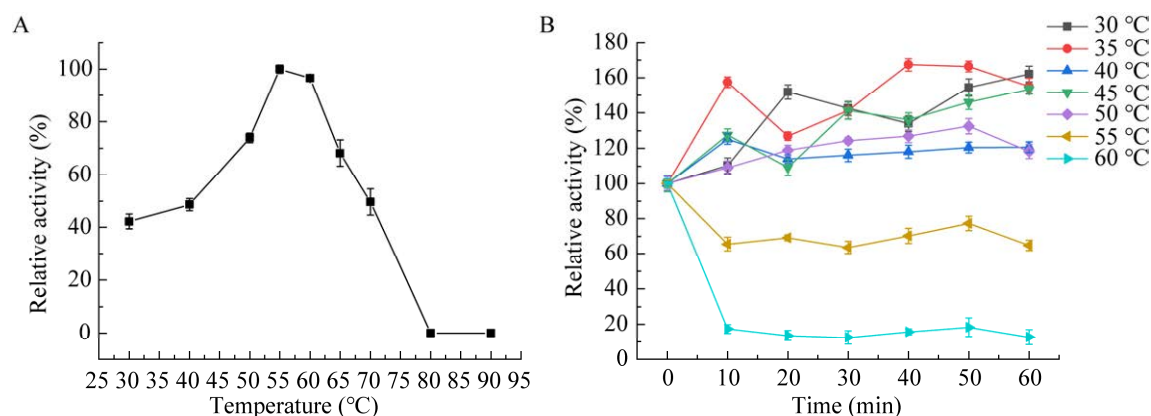 A
Relative activity (%)
100
80
60
40
20
0
25 30 35 40 45 50 55 60 65 70 75 80 85 90 95
Temperature (℃)
B
Relative activity (%)
180
160
140
120
100
80
60
40
20
0
0 10 20 30 40 50 60
Time (min)
30 ℃
35 ℃
40 ℃
45 ℃
50 ℃
55 ℃
60 ℃